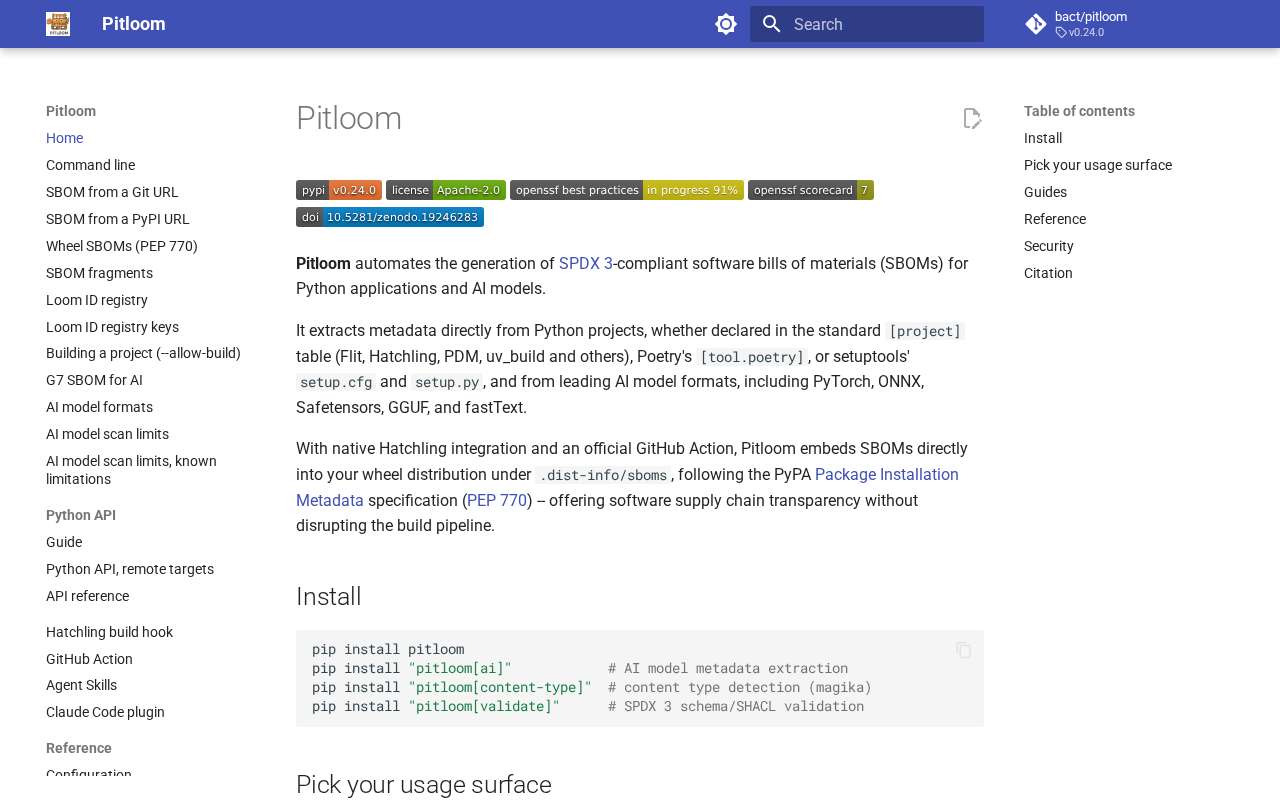 Pitloom
Search
bact/pitloom
v0.24.0
Pitloom
Home
Command line
SBOM from a Git URL
SBOM from a PyPI URL
Wheel SBOMs (PEP 770)
SBOM fragments
Loom ID registry
Loom ID registry keys
Building a project (--allow-build)
G7 SBOM for AI
AI model formats
AI model scan limits
AI model scan limits, known
limitations
Python API
Guide
Python API, remote targets
API reference
Hatchling build hook
GitHub Action
Agent Skills
Claude Code plugin
Reference
Configuration
Pitloom
pypi v0.24.0 license Apache-2.0 openssf best practices in progress 91% openssf scorecard 7
doi 10.5281/zenodo.19246283
Pitloom automates the generation of SPDX 3-compliant software bills of materials (SBOMs) for
Python applications and AI models.
It extracts metadata directly from Python projects, whether declared in the standard [project]
table (Flit, Hatchling, PDM, uv_build and others), Poetry's [tool.poetry], or setuptools'
setup.cfg and setup.py, and from leading AI model formats, including PyTorch, ONNX,
Safetensors, GGUF, and fastText.
With native Hatchling integration and an official GitHub Action, Pitloom embeds SBOMs directly
into your wheel distribution under .dist-info/sboms, following the PyPA Package Installation
Metadata specification (PEP 770) -- offering software supply chain transparency without
disrupting the build pipeline.
Install
pip install pitloom
pip install "pitloom[ai]" # AI model metadata extraction
pip install "pitloom[content-type]" # content type detection (magika)
pip install "pitloom[validate]" # SPDX 3 schema/SHACL validation
Pick your usage surface
Table of contents
Install
Pick your usage surface
Guides
Reference
Security
Citation